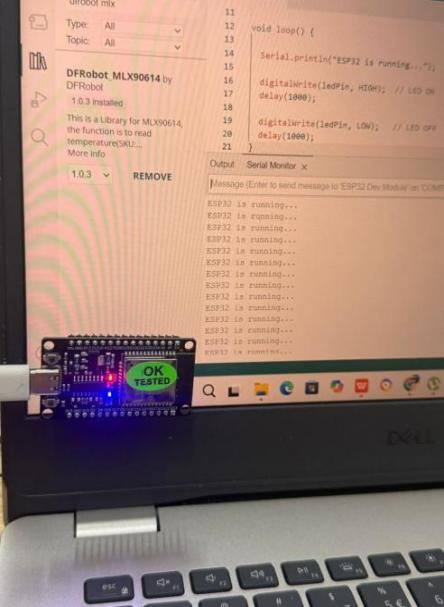 dfrobot mlx
Type: All
Topic: All
DFRobot_MLX90614 by
DFRobot
1.0.3 installed
This is a Library for MLX90614,
the function is to read
temperature(SKU:...
More info
1.0.3
REMOVE
11
12 void loop() {
13
14 Serial.println("ESP32 is running...");
15
16 digitalWrite(ledPin, HIGH); // LED ON
17 delay(1000);
18
19 digitalWrite(ledPin, LOW); // LED OFF
20 delay(1000);
21 }
Output Serial Monitor ×
Message (Enter to send message to 'ESP32 Dev Module' on 'COM
ESP32 is running...
ESP32 is running...
ESP32 is running...
ESP32 is running...
ESP32 is running...
ESP32 is running...
ESP32 is running...
ESP32 is running...
ESP32 is running...
ESP32 is running...
ESP32 is running...
ESP32 is running...
ESP32 is running...
OK
TESTED
DELL
esc
F1
F2
F3
F4
F5
F6
#
$
%